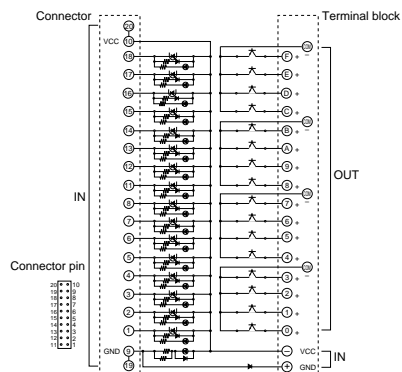 Connector
Terminal block
20
VCC 10
18
17
16
15
14
13
12
11
8
7
6
5
4
3
2
1
GND 9
19
IN
F +
E +
D +
C +
B +
A +
9 +
8 +
7 +
6 +
5 +
4 +
3 +
2 +
1 +
0 +
−
−
−
−
OUT
− VCC
+ GND
IN
Connector pin
20 10
19 9
18 8
17 7
16 6
15 5
14 4
13 3
12 2
11 1